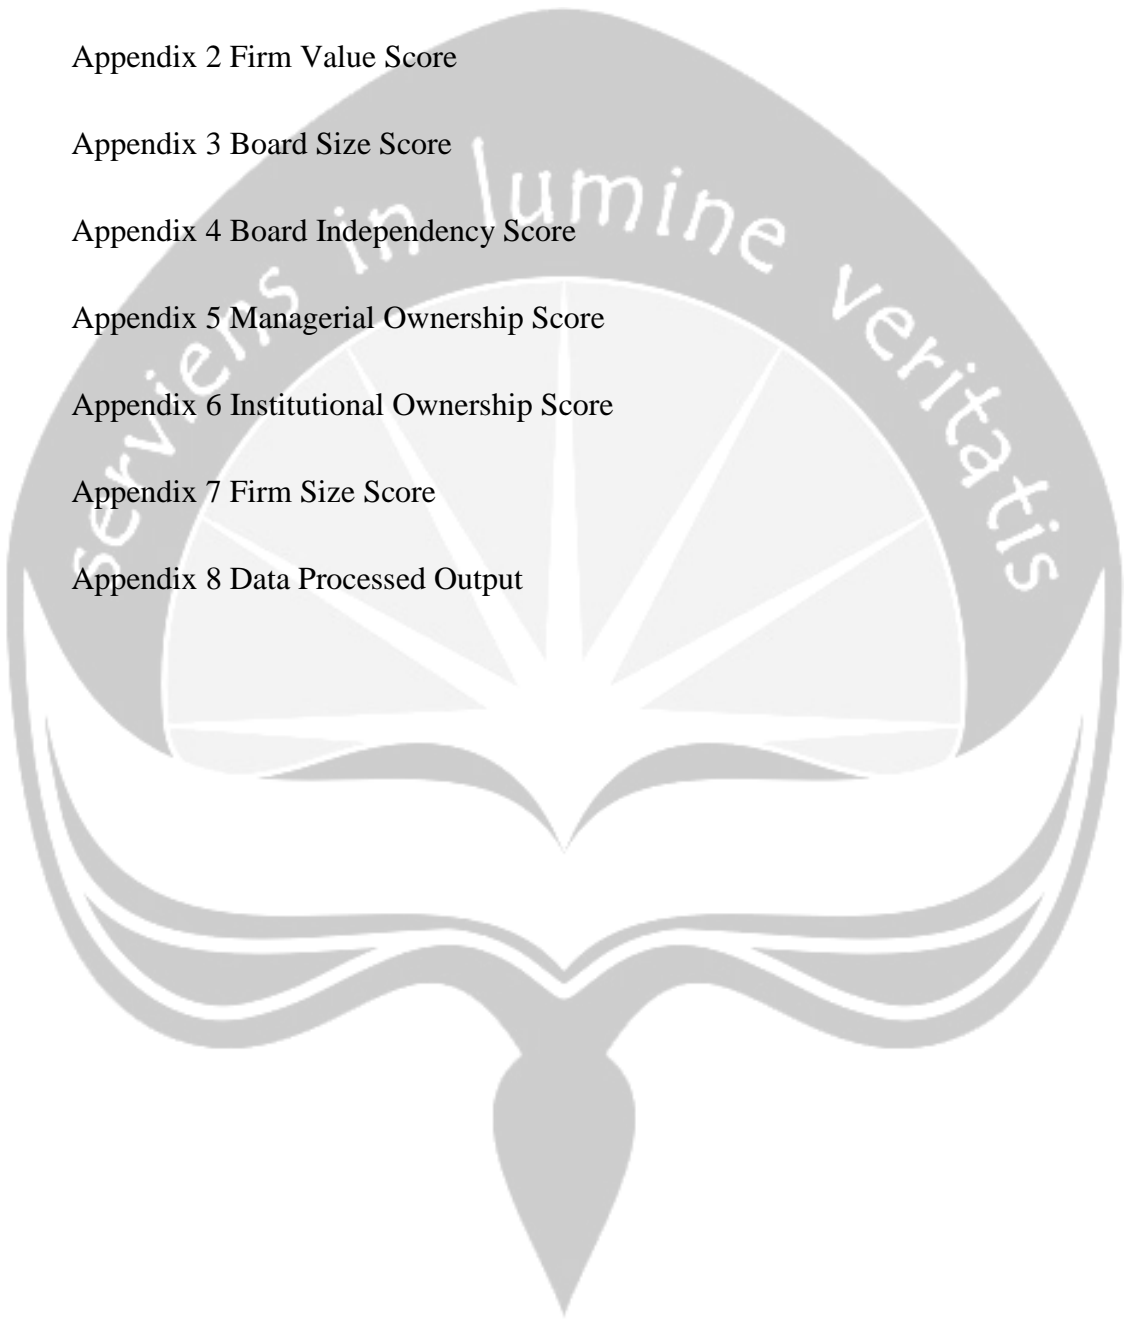 Appendix 2 Firm Value Score
Appendix 3 Board Size Score
Appendix 4 Board Independency Score
Appendix 5 Managerial Ownership Score
Appendix 6 Institutional Ownership Score
Appendix 7 Firm Size Score
Appendix 8 Data Processed Output
serviens in lumine veritatis